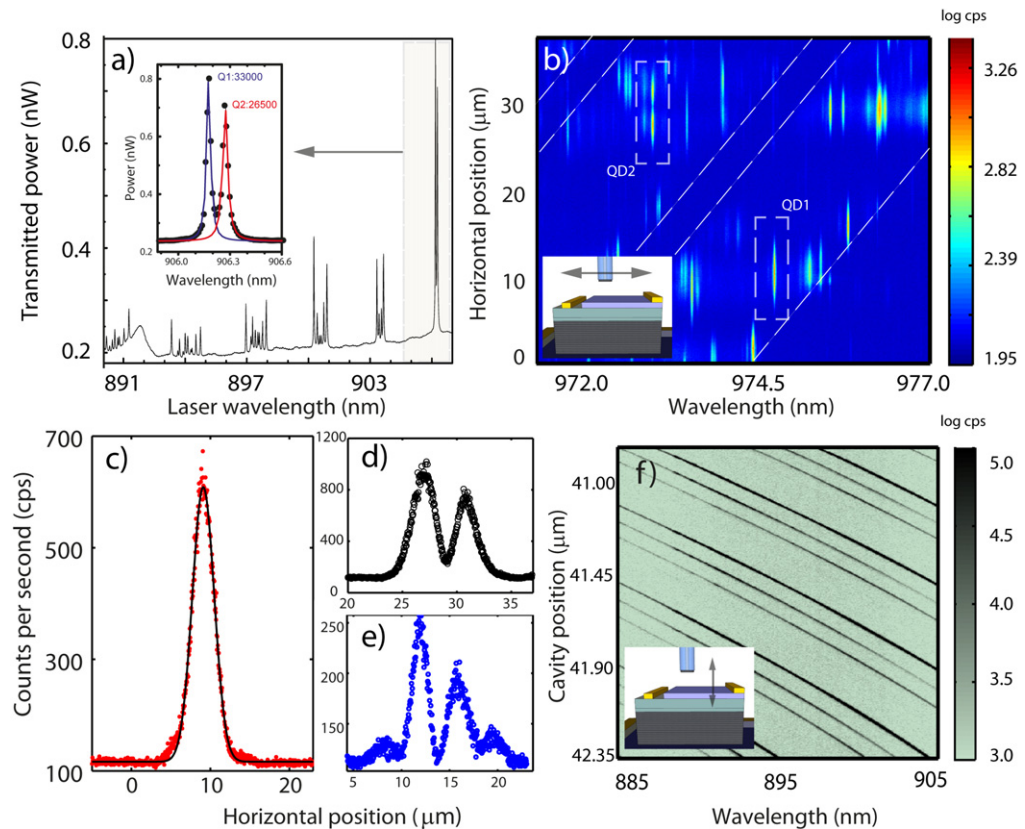 a)
Transmitted power (nW)
0.8
0.6
0.4
0.2
891
897
903
Laser wavelength (nm)
Q1:33000
Q2:26500
Power (nW)
0.8
0.6
0.4
0.2
906.0
906.3
906.6
Wavelength (nm)
b)
Horizontal position (μm)
30
20
10
0
972.0
974.5
977.0
Wavelength (nm)
QD2
QD1
log cps
3.26
2.82
2.39
1.95
c)
Counts per second (cps)
700
500
300
100
0
10
20
d)
1200
800
400
0
20
25
30
35
e)
250
200
150
5
10
15
20
Horizontal position (μm)
f)
Cavity position (μm)
41.00
41.45
41.90
42.35
885
895
905
Wavelength (nm)
log cps
5.0
4.0
3.5
3.0